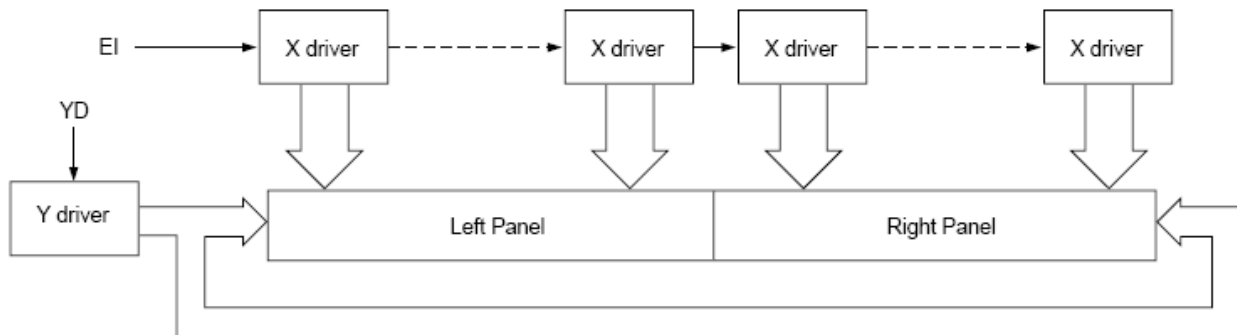 EI
X driver
X driver
X driver
X driver
YD
Y driver
Left Panel
Right Panel